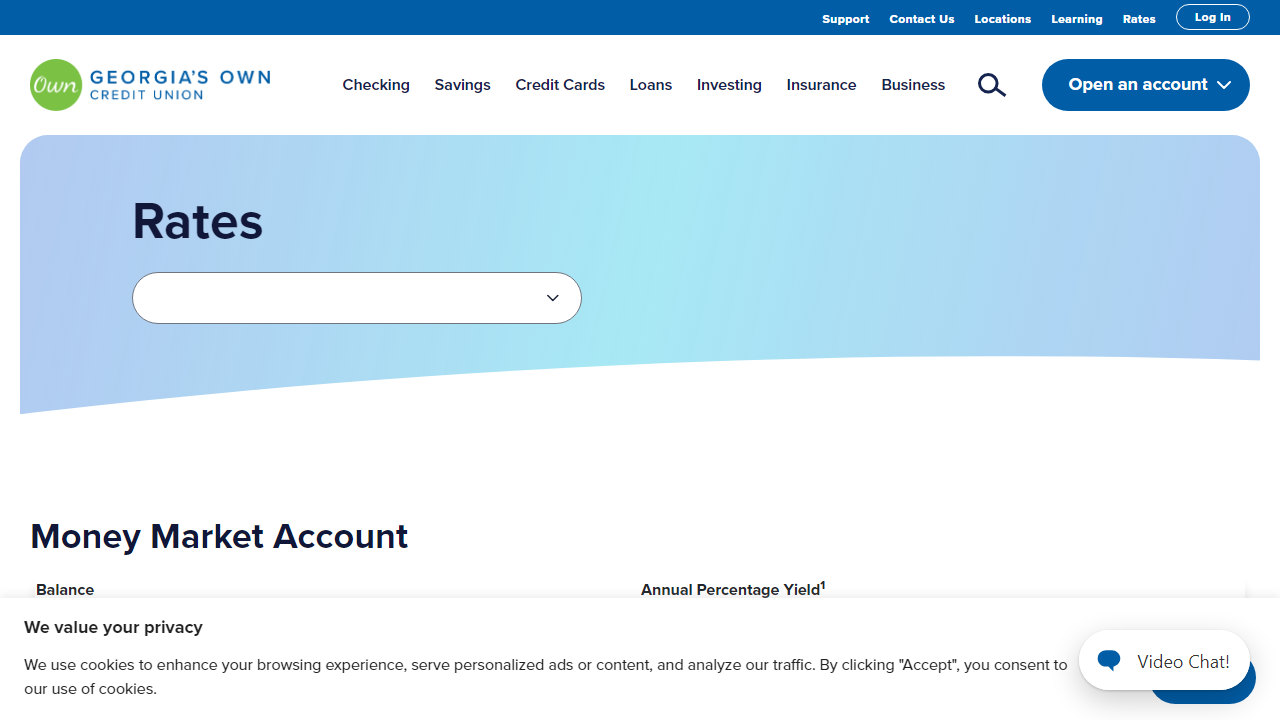 Support Contact Us Locations Learning Rates Log In
Own GEORGIA'S OWN
CREDIT UNION
Checking Savings Credit Cards Loans Investing Insurance Business Open an account
Rates
Money Market Account
Balance Annual Percentage Yield¹
We value your privacy
We use cookies to enhance your browsing experience, serve personalized ads or content, and analyze our traffic. By clicking "Accept", you consent to
our use of cookies.
Video Chat!